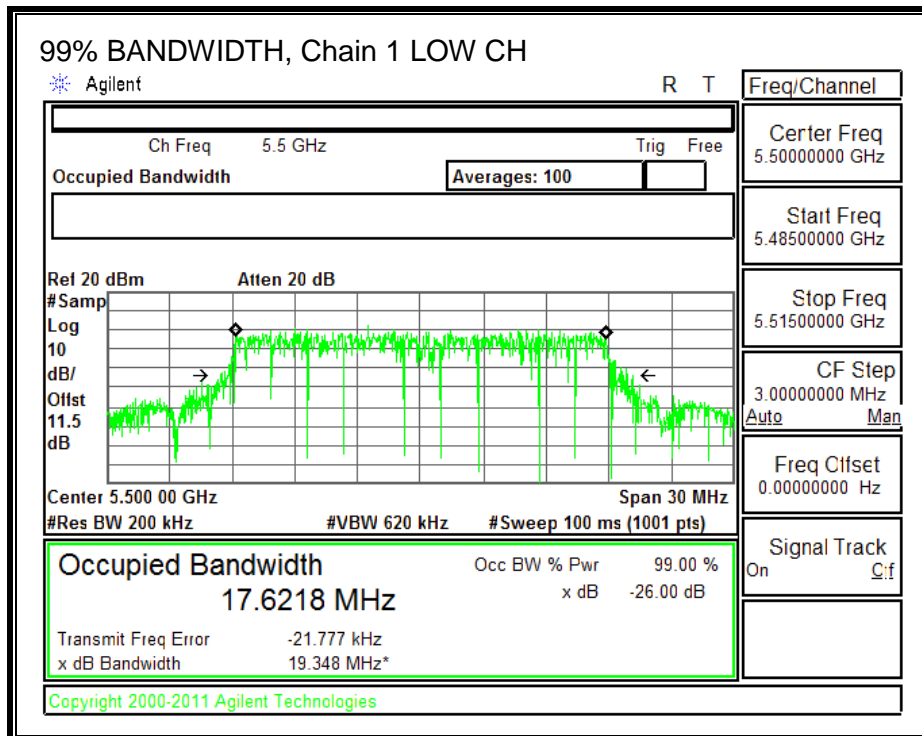 99% BANDWIDTH, Chain 1 LOW CH
Agilent R T
Ch Freq 5.5 GHz Trig Free
Occupied Bandwidth Averages: 100
Ref 20 dBm Atten 20 dB
#Samp
Log
10
dB/
Offst
11.5
dB
Center 5.500 00 GHz Span 30 MHz
#Res BW 200 kHz #VBW 620 kHz #Sweep 100 ms (1001 pts)
Occupied Bandwidth
17.6218 MHz
Occ BW % Pwr 99.00 %
x dB -26.00 dB
Transmit Freq Error -21.777 kHz
x dB Bandwidth 19.348 MHz*
Copyright 2000-2011 Agilent Technologies
Freq/Channel
Center Freq
5.50000000 GHz
Start Freq
5.48500000 GHz
Stop Freq
5.51500000 GHz
CF Step
3.00000000 MHz
Auto Man
Freq Offset
0.00000000 Hz
Signal Track
On Off